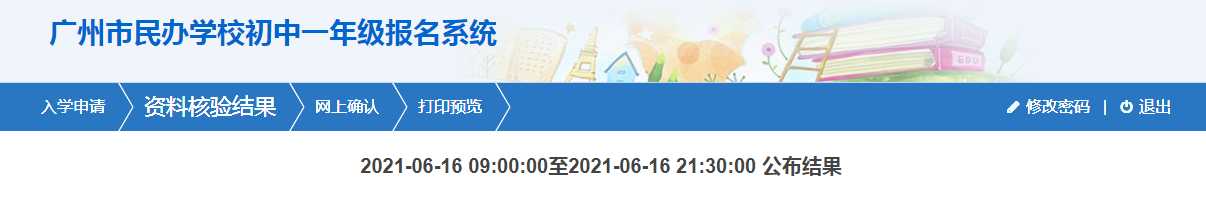 广州市民办学校初中一年级报名系统
EDU
入学申请 资料核验结果 网上确认 打印预览 修改密码 | 退出
2021-06-16 09:00:00至2021-06-16 21:30:00 公布结果